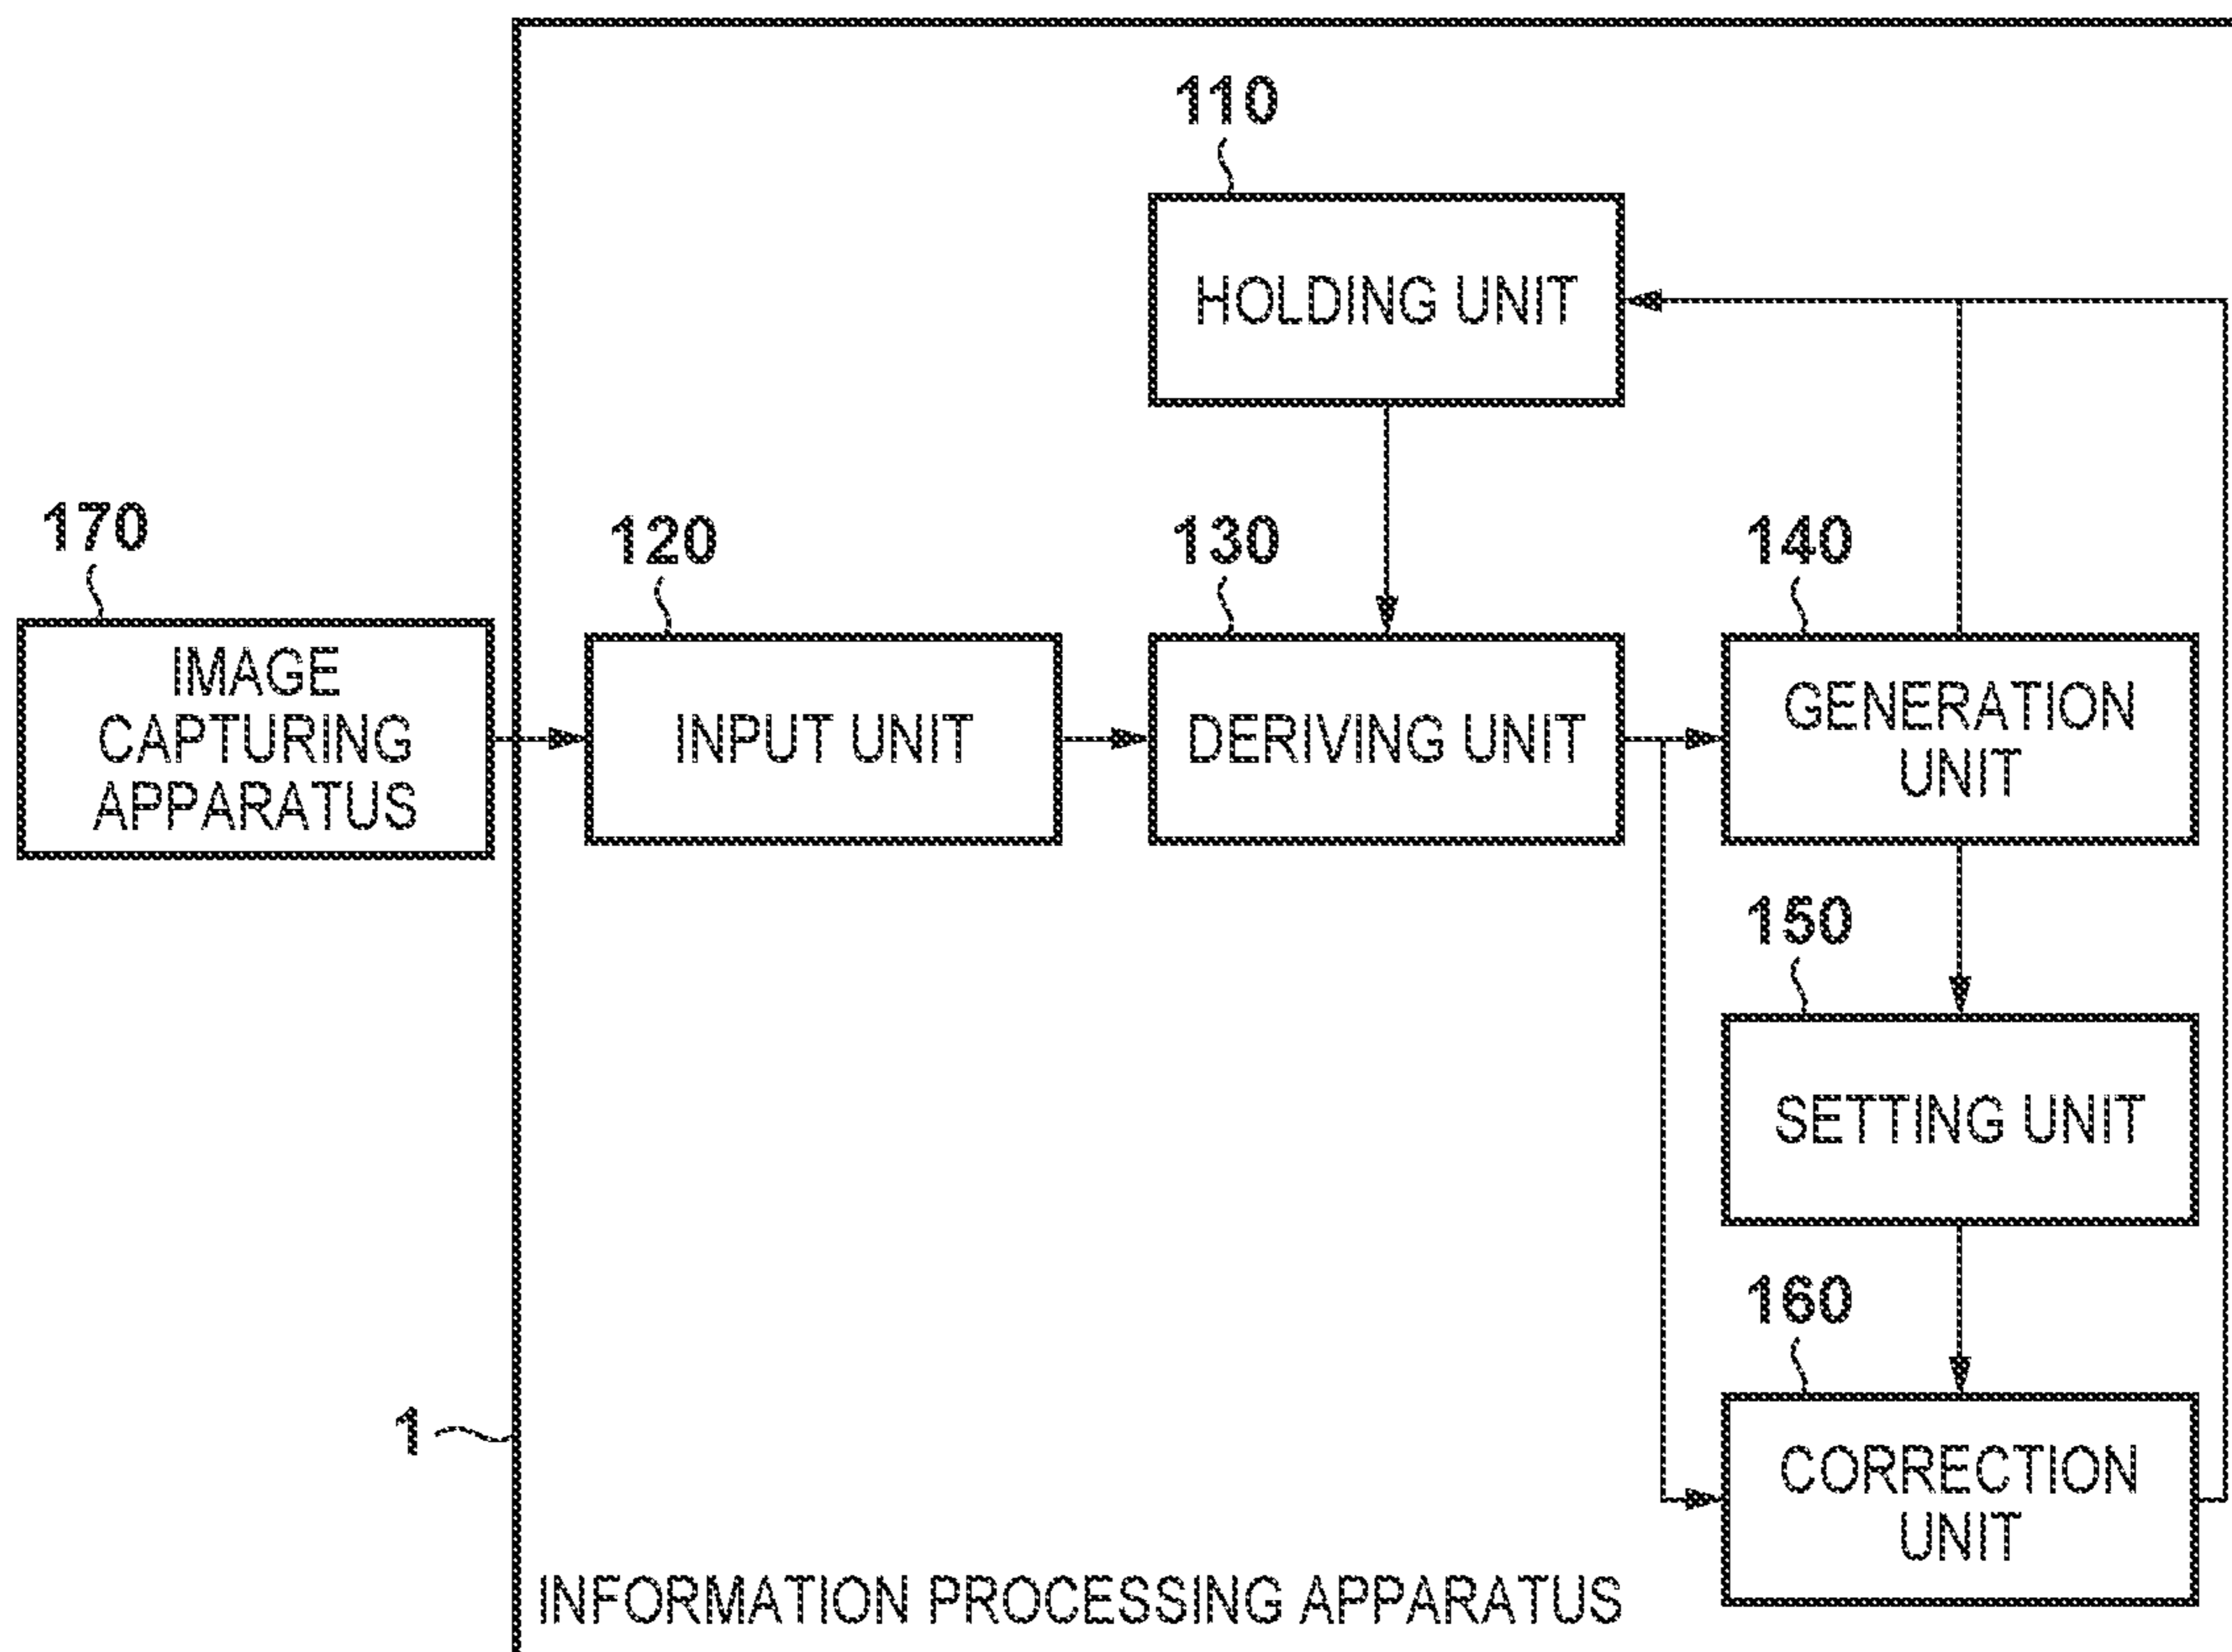 110
HOLDING UNIT
170
120
130
140
IMAGE
CAPTURING
APPARATUS
INPUT UNIT
DERIVING UNIT
GENERATION
UNIT
150
SETTING UNIT
160
1
CORRECTION
UNIT
INFORMATION PROCESSING APPARATUS